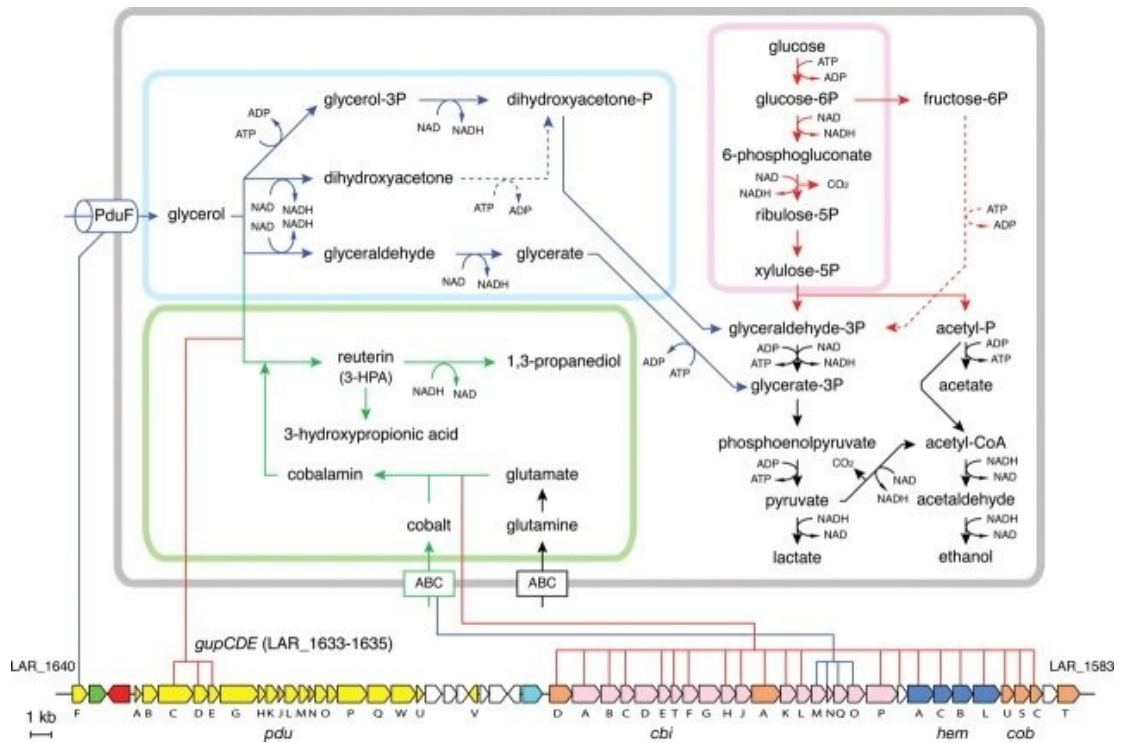 glucose
ATP
ADP
glucose-6P
fructose-6P
NAD
NADH
6-phosphogluconate
NAD
NADH
CO₂
ribulose-5P
ATP
ADP
xylulose-5P
glycerol-3P
dihydroxyacetone-P
ADP
ATP
NAD
NADH
dihydroxyacetone
NAD
NADH
ATP
ADP
PduF
glycerol
NAD
NADH
glyceraldehyde
glycerate
NAD
NADH
glyceraldehyde-3P
acetyl-P
ADP
ATP
NAD
NADH
ADP
ATP
ADP
ATP
glycerate-3P
acetate
reuterin
(3-HPA)
1,3-propanediol
NADH
NAD
3-hydroxypropionic acid
phosphoenolpyruvate
acetyl-CoA
ADP
ATP
CO₂
NAD
NADH
NADH
NAD
cobalamin
glutamate
pyruvate
acetaldehyde
NADH
NAD
NADH
NAD
cobalt
glutamine
lactate
ethanol
ABC
ABC
gupCDE (LAR_1633-1635)
LAR_1640
LAR_1583
F A B C D E G H K J L M N O P Q W U V D A B C D E T F G H J A K L M N Q O P A C B L U S C T
1 kb
pdu
cbi
hem
cob